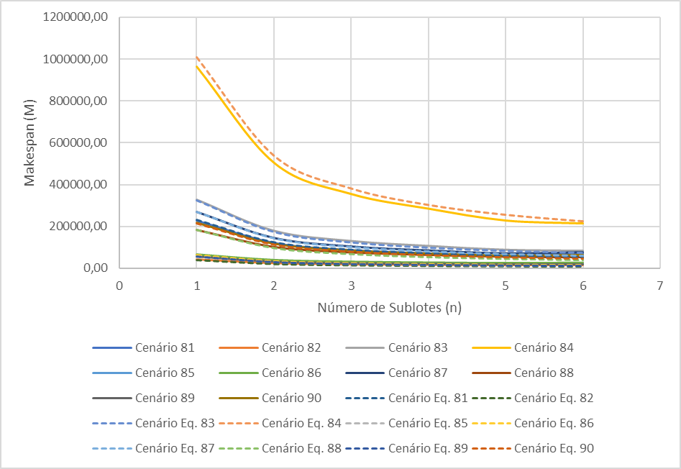 1200000,00
1000000,00
800000,00
600000,00
400000,00
200000,00
0,00
Makespan (M)
0 1 2 3 4 5 6 7
Número de Sublotes (n)
Cenário 81 Cenário 82 Cenário 83 Cenário 84
Cenário 85 Cenário 86 Cenário 87 Cenário 88
Cenário 89 Cenário 90 Cenário Eq. 81 Cenário Eq. 82
Cenário Eq. 83 Cenário Eq. 84 Cenário Eq. 85 Cenário Eq. 86
Cenário Eq. 87 Cenário Eq. 88 Cenário Eq. 89 Cenário Eq. 90